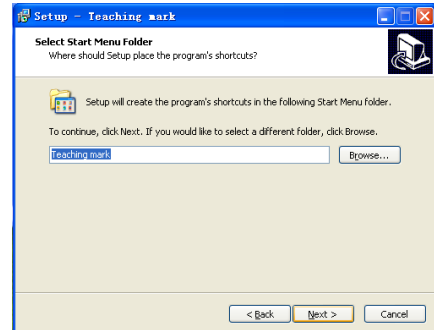 Setup - Teaching mark
Select Start Menu Folder
Where should Setup place the program's shortcuts?
Setup will create the program's shortcuts in the following Start Menu folder.
To continue, click Next. If you would like to select a different folder, click Browse.
Teaching mark
Browse...
< Back
Next >
Cancel